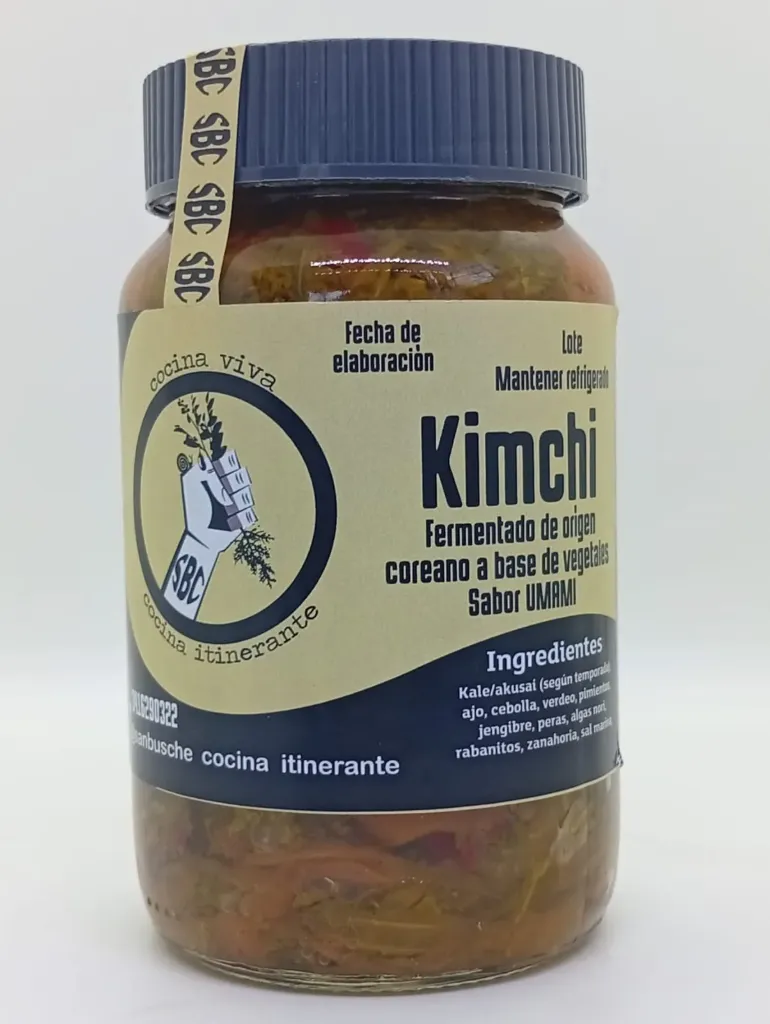 SBC
SBC
SBC
SBC
Fecha de
elaboración
Lote
Mantener refrigerado
cocina viva
SBC
cocina itinerante
Kimchi
Fermentado de origen
coreano a base de vegetales
Sabor UMAMI
Ingredientes
Kale/akusai (según temporada)
ajo, cebolla, verdeo, pimientos
jengibre, peras, algas nori,
rabanitos, zanahoria, sal marina
cocina itinerante